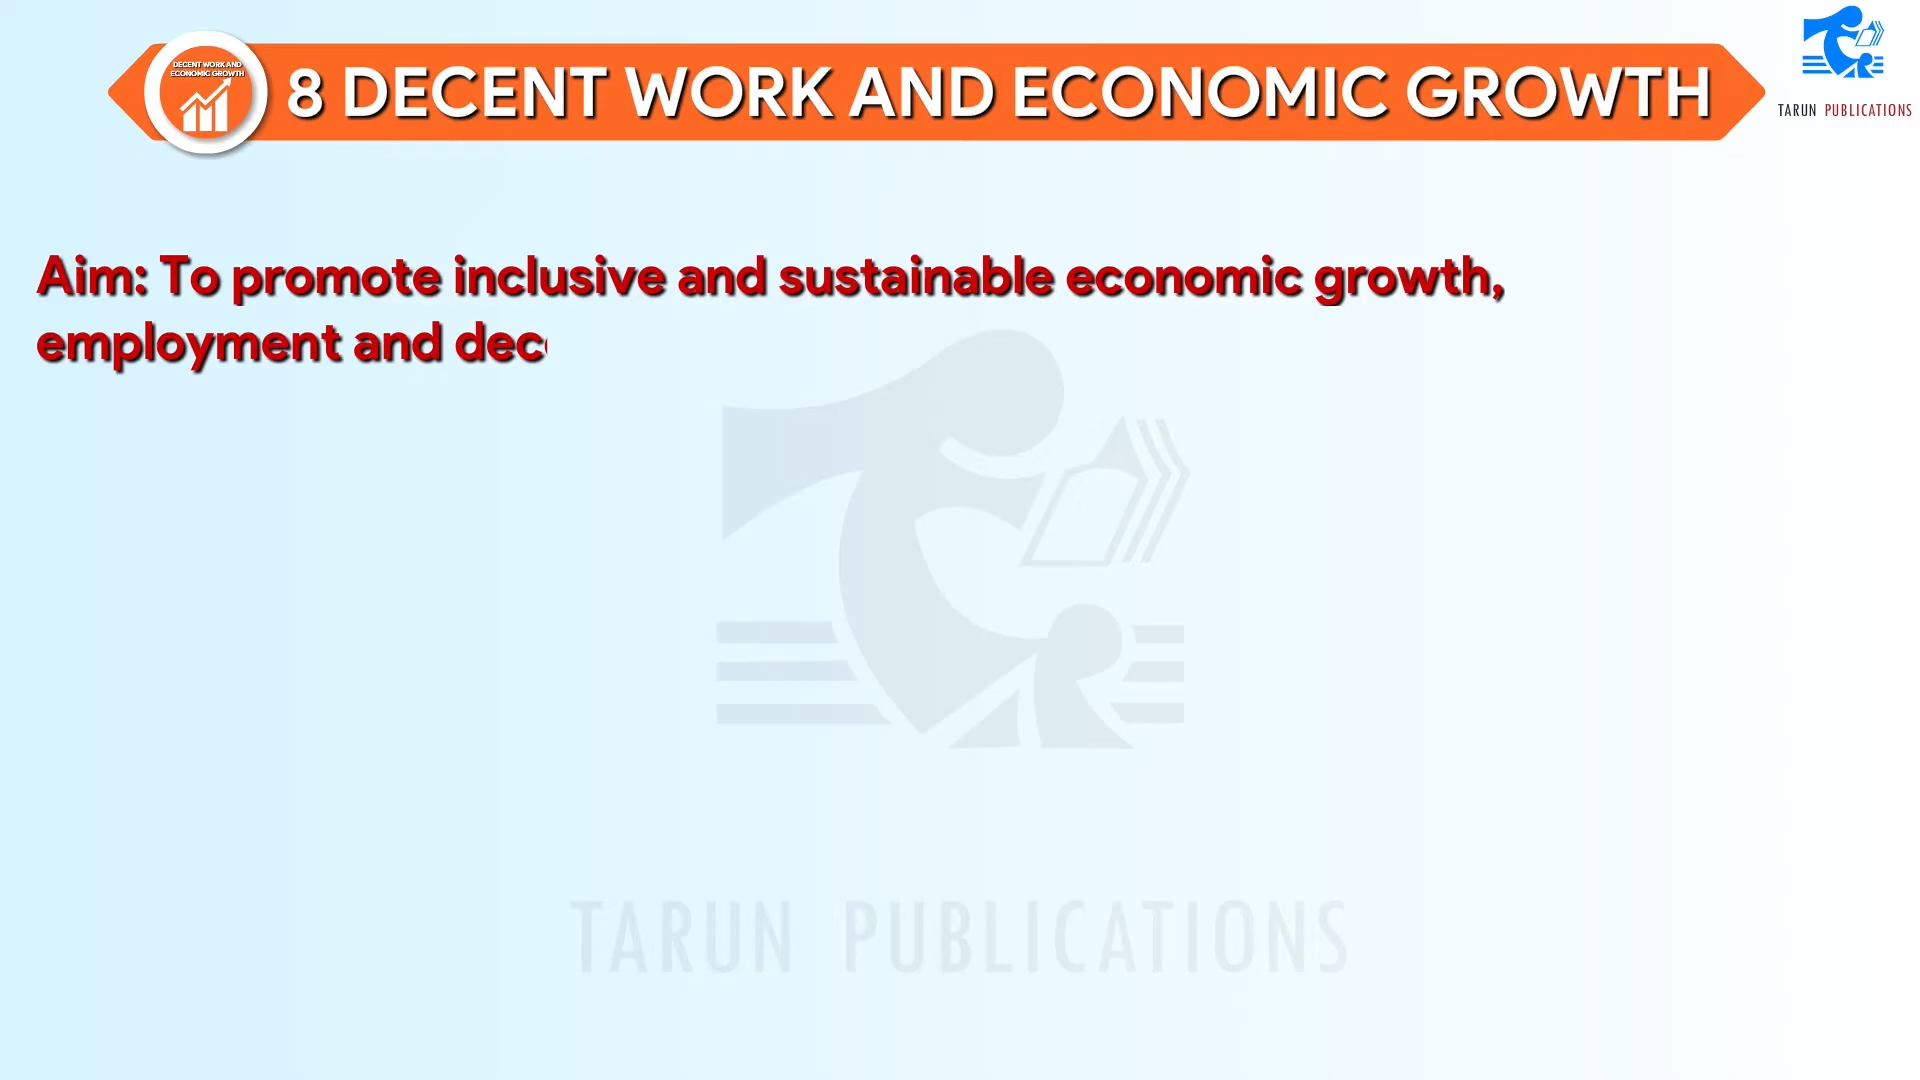 DECENT WORK AND
ECONOMIC GROWTH
8 DECENT WORK AND ECONOMIC GROWTH
TARUN PUBLICATIONS
Aim: To promote inclusive and sustainable economic growth,
employment and dec
TARUN PUBLICATIONS